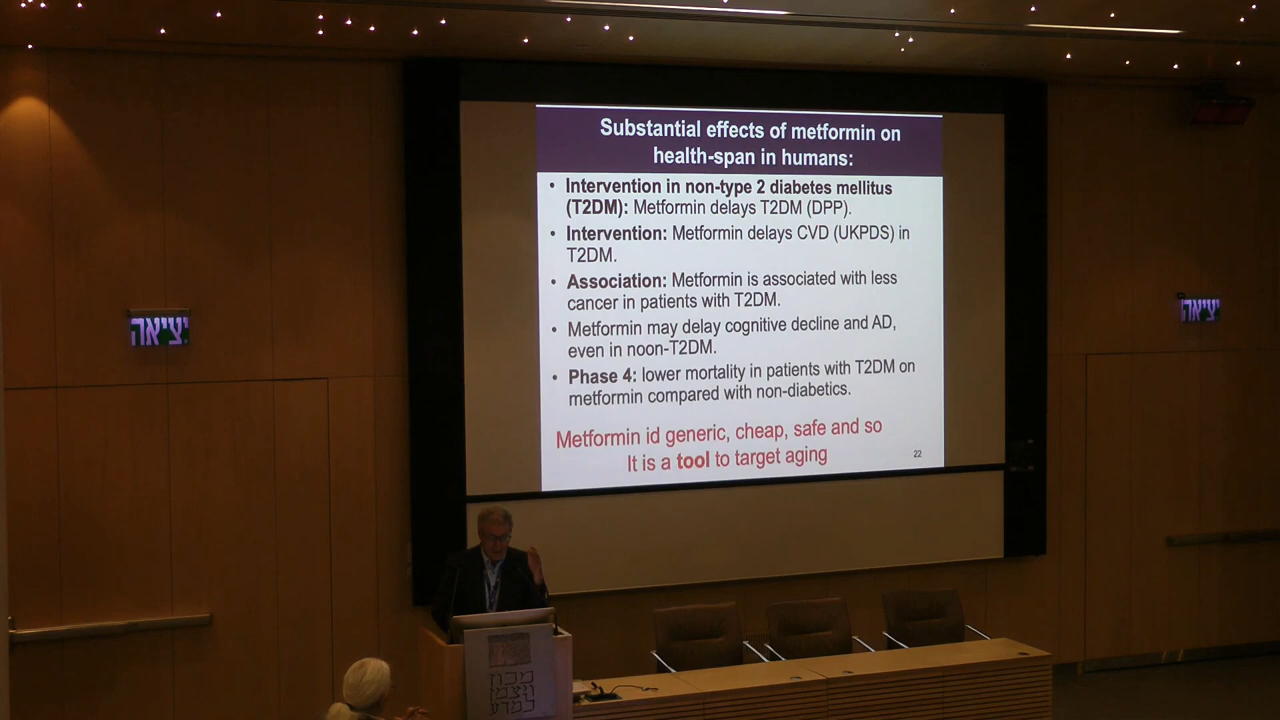 Substantial effects of metformin on
health-span in humans:
• Intervention in non-type 2 diabetes mellitus
(T2DM): Metformin delays T2DM (DPP).
• Intervention: Metformin delays CVD (UKPDS) in
T2DM.
• Association: Metformin is associated with less
cancer in patients with T2DM.
• Metformin may delay cognitive decline and AD,
even in noon-T2DM.
• Phase 4: lower mortality in patients with T2DM on
metformin compared with non-diabetics.
Metformin id generic, cheap, safe and so
It is a tool to target aging
22
יציאה
יציאה
מכון
ויצמן
למדע